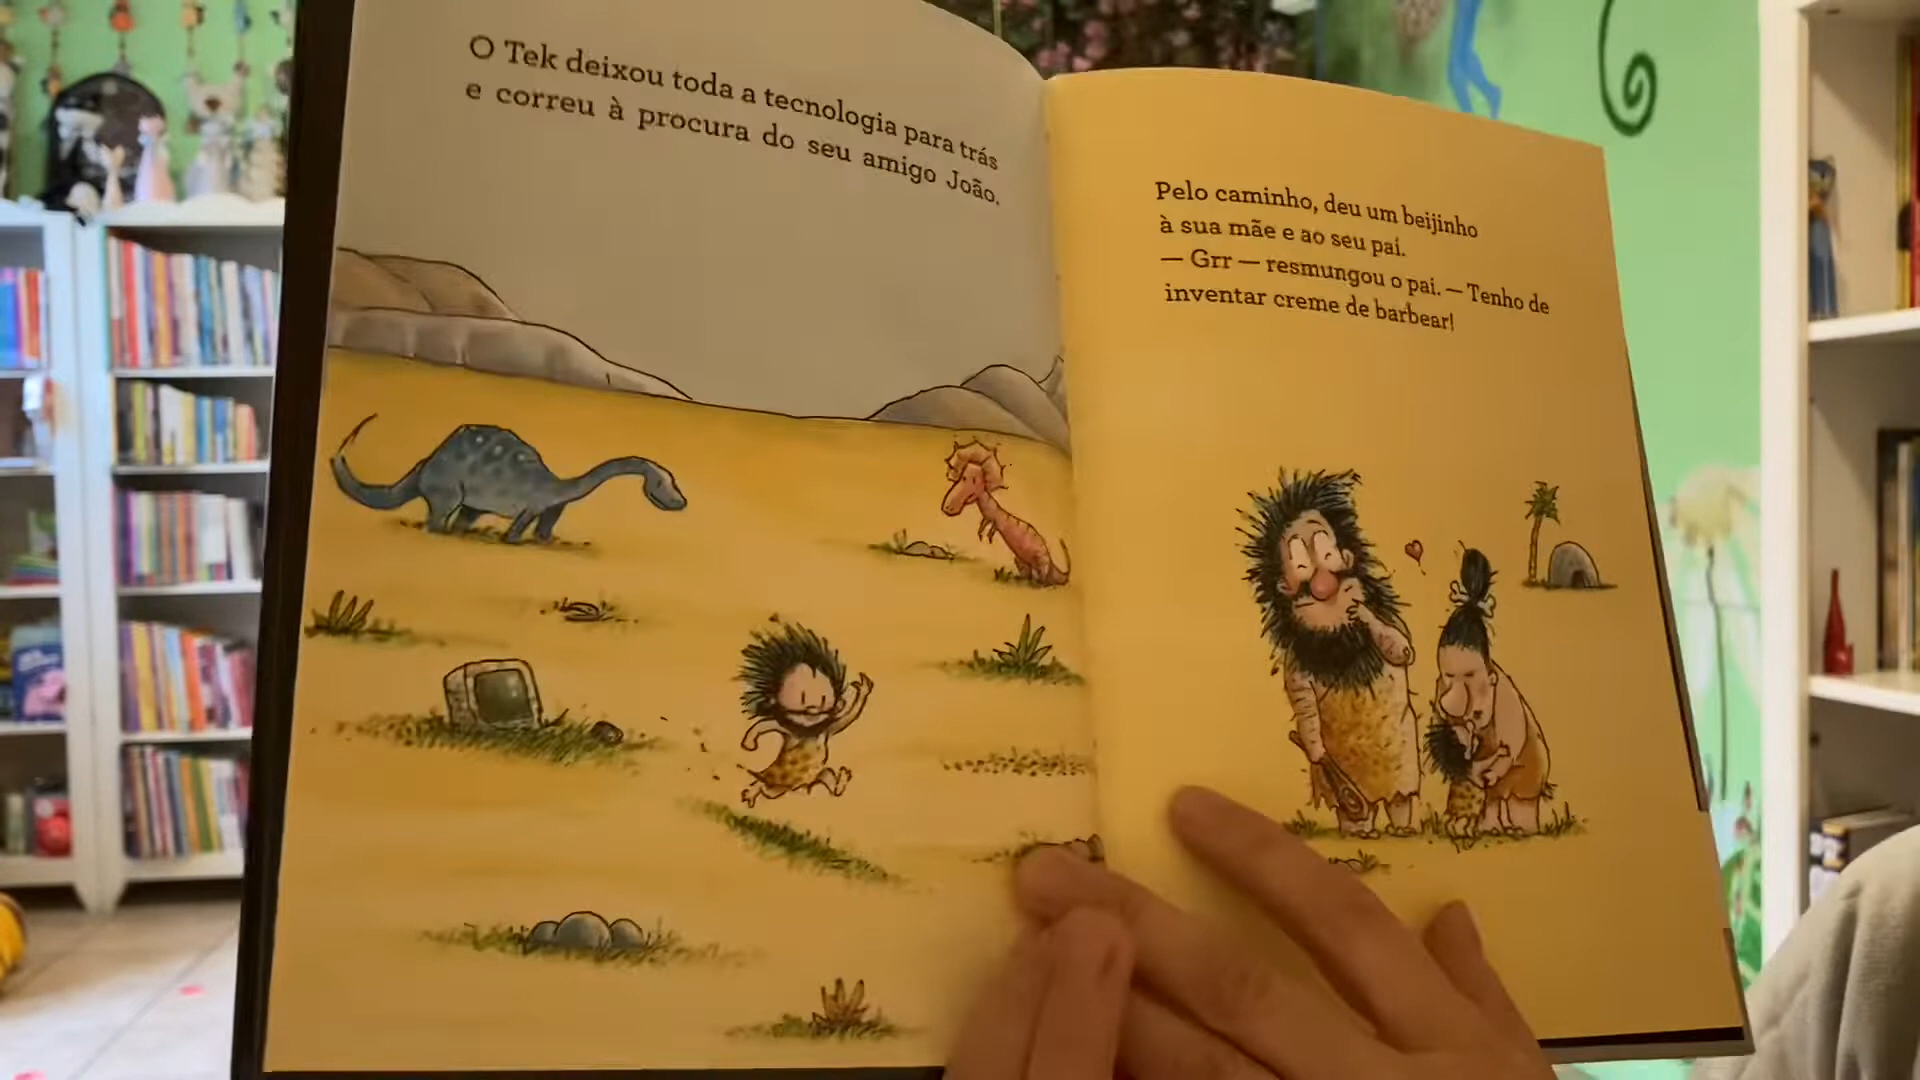 O Tek deixou toda a tecnologia para trás
e correu à procura do seu amigo João.
Pelo caminho, deu um beijinho
à sua mãe e ao seu pai.
— Grr — resmungou o pai. — Tenho de
inventar creme de barbear!